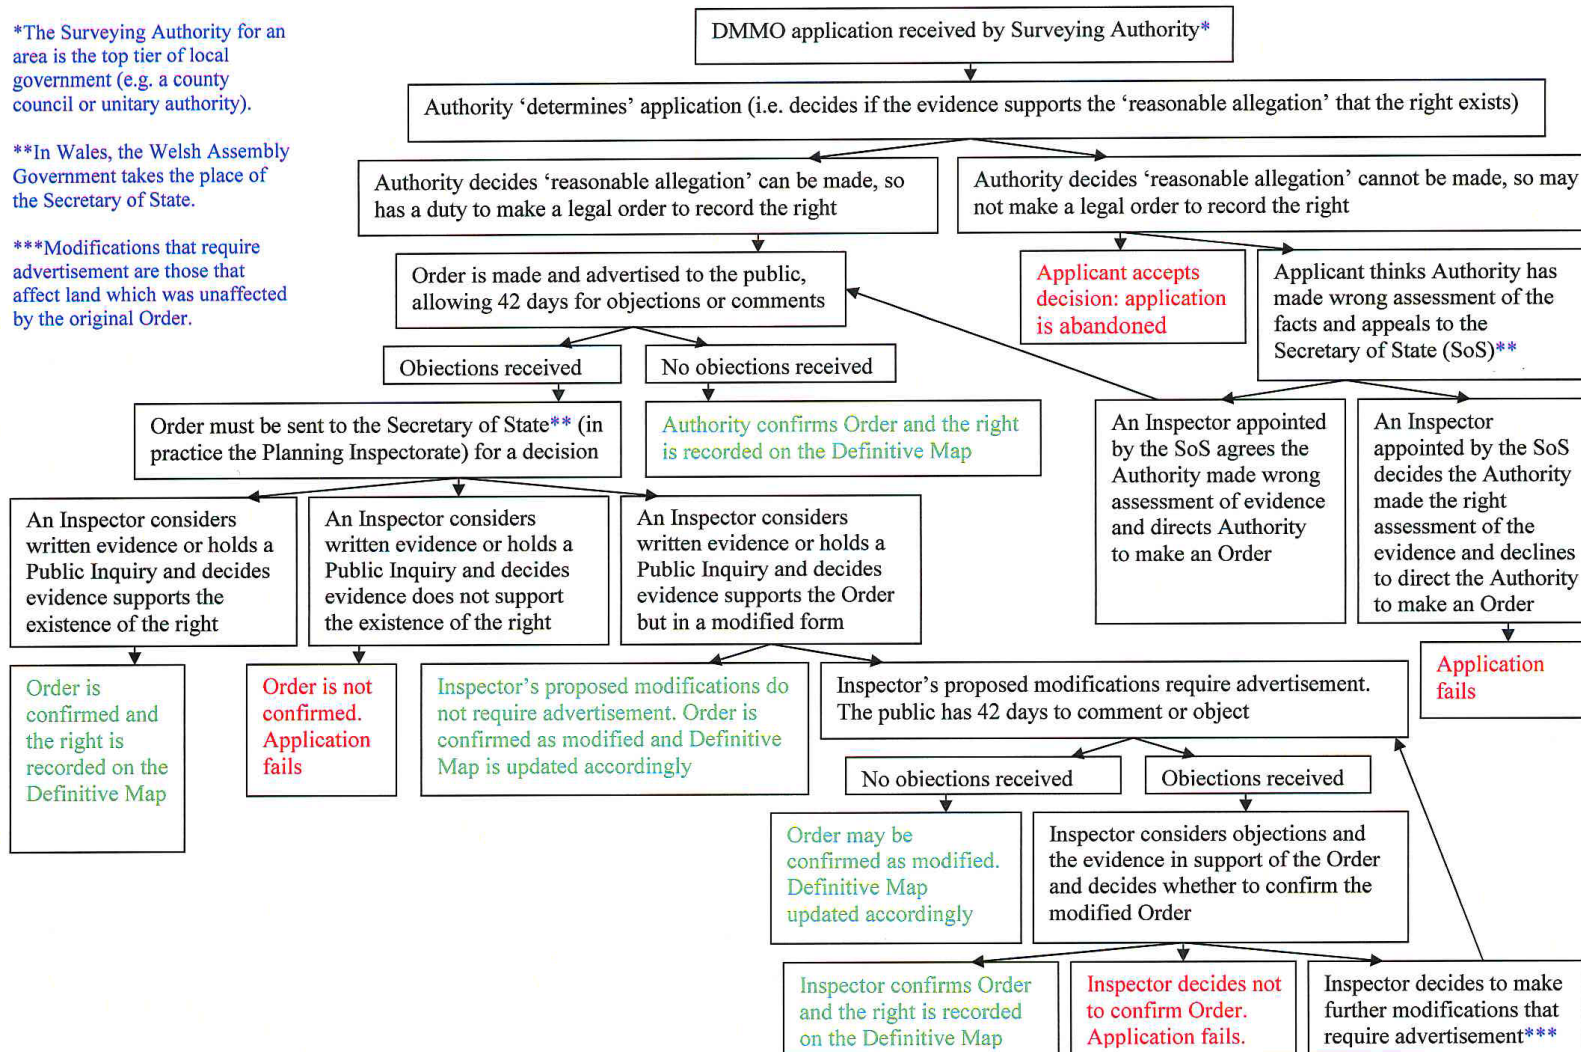 *The Surveying Authority for an
area is the top tier of local
government (e.g. a county
council or unitary authority).
**In Wales, the Welsh Assembly
Government takes the place of
the Secretary of State.
***Modifications that require
advertisement are those that
affect land which was unaffected
by the original Order.
DMMO application received by Surveying Authority*
Authority ‘determines’ application (i.e. decides if the evidence supports the ‘reasonable allegation’ that the right exists)
Authority decides ‘reasonable allegation’ can be made, so
has a duty to make a legal order to record the right
Authority decides ‘reasonable allegation’ cannot be made, so may
not make a legal order to record the right
Order is made and advertised to the public,
allowing 42 days for objections or comments
Applicant accepts
decision: application
is abandoned
Applicant thinks Authority has
made wrong assessment of the
facts and appeals to the
Secretary of State (SoS)**
Objections received
No objections received
Order must be sent to the Secretary of State** (in
practice the Planning Inspectorate) for a decision
Authority confirms Order and the right
is recorded on the Definitive Map
An Inspector appointed
by the SoS agrees the
Authority made wrong
assessment of evidence
and directs Authority
to make an Order
An Inspector
appointed by the SoS
decides the Authority
made the right
assessment of the
evidence and declines
to direct the Authority
to make an Order
An Inspector considers
written evidence or holds a
Public Inquiry and decides
evidence supports the
existence of the right
An Inspector considers
written evidence or holds a
Public Inquiry and decides
evidence does not support
the existence of the right
An Inspector considers
written evidence or holds a
Public Inquiry and decides
evidence supports the Order
but in a modified form
Application
fails
Order is
confirmed and
the right is
recorded on the
Definitive Map
Order is not
confirmed.
Application
fails
Inspector’s proposed modifications do
not require advertisement. Order is
confirmed as modified and Definitive
Map is updated accordingly
Inspector’s proposed modifications require advertisement.
The public has 42 days to comment or object
No objections received
Objections received
Order may be
confirmed as modified.
Definitive Map
updated accordingly
Inspector considers objections and
the evidence in support of the Order
and decides whether to confirm the
modified Order
Inspector confirms Order
and the right is recorded
on the Definitive Map
Inspector decides not
to confirm Order.
Application fails.
Inspector decides to make
further modifications that
require advertisement***